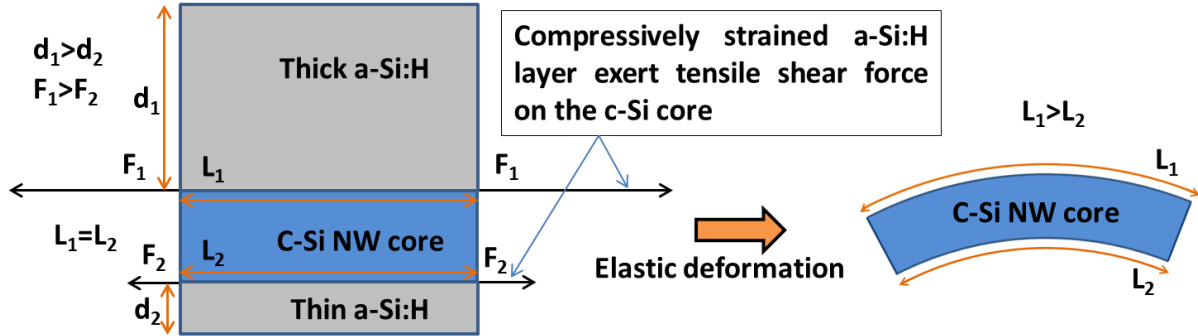 d₁>d₂
F₁>F₂
d₁
Thick a-Si:H
Compressively strained a-Si:H
layer exert tensile shear force
on the c-Si core
F₁
L₁
F₁
L₁=L₂
F₂
L₂
C-Si NW core
F₂
d₂
Thin a-Si:H
Elastic deformation
L₁>L₂
L₁
C-Si NW core
L₂